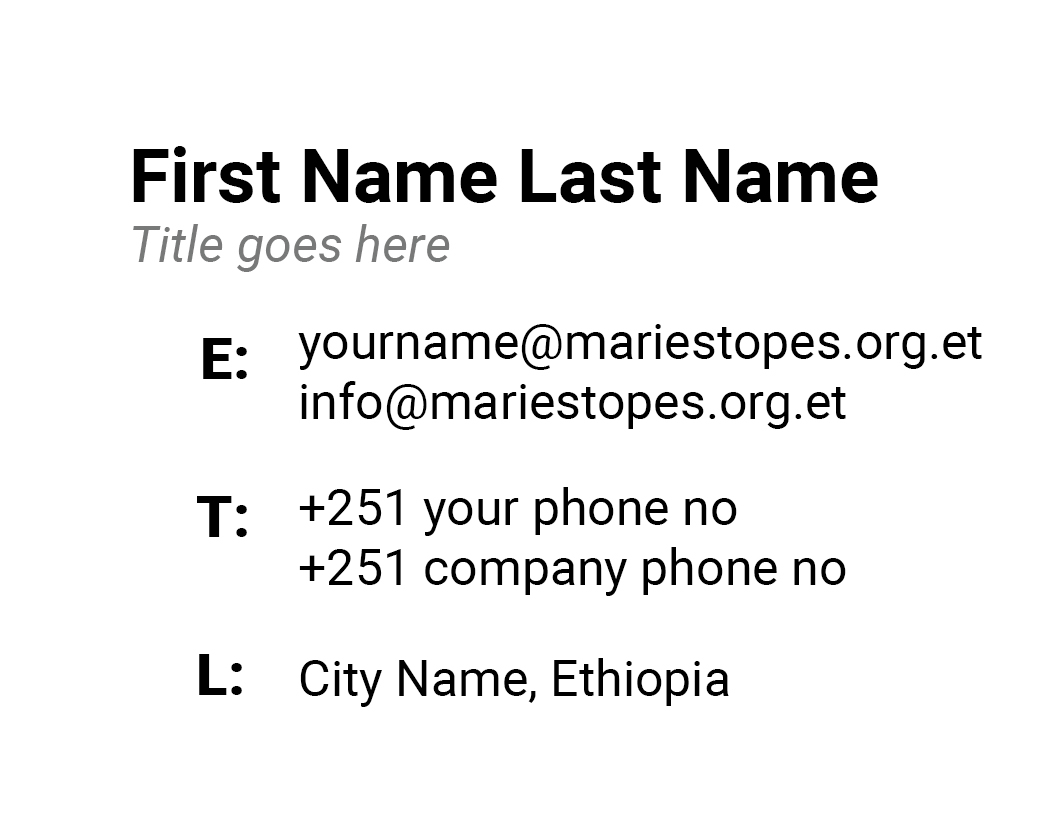 First Name Last Name
Title goes here
E: yourname@mariestopes.org.et
info@mariestopes.org.et
T: +251 your phone no
+251 company phone no
L: City Name, Ethiopia